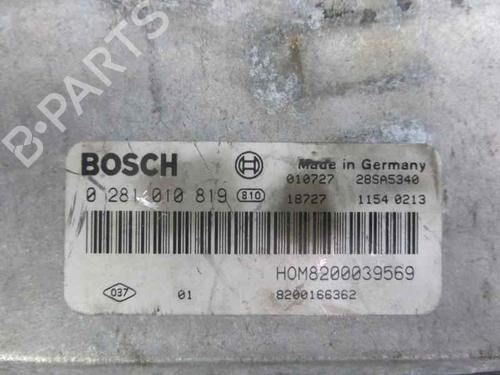 B-PARTS
BOSCH
Made in Germany
0 281 010 819 810
010727 28SA5340
18727 1154 0213
HOM8200039569
037 01 8200166362